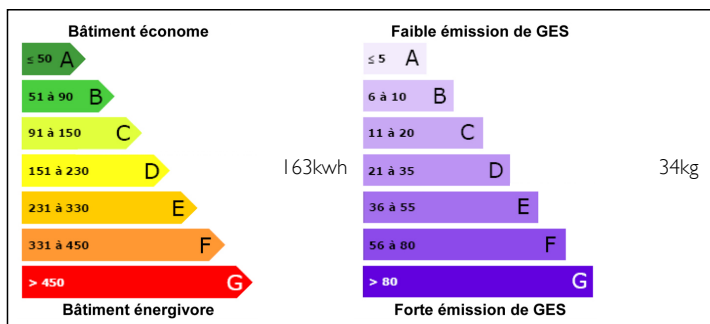 Bâtiment économe
≤ 50 A
51 à 90 B
91 à 150 C
151 à 230 D
163kwh
231 à 330 E
331 à 450 F
> 450 G
Bâtiment énergivore
Faible émission de GES
≤ 5 A
6 à 10 B
11 à 20 C
21 à 35 D
34kg
36 à 55 E
56 à 80 F
> 80 G
Forte émission de GES